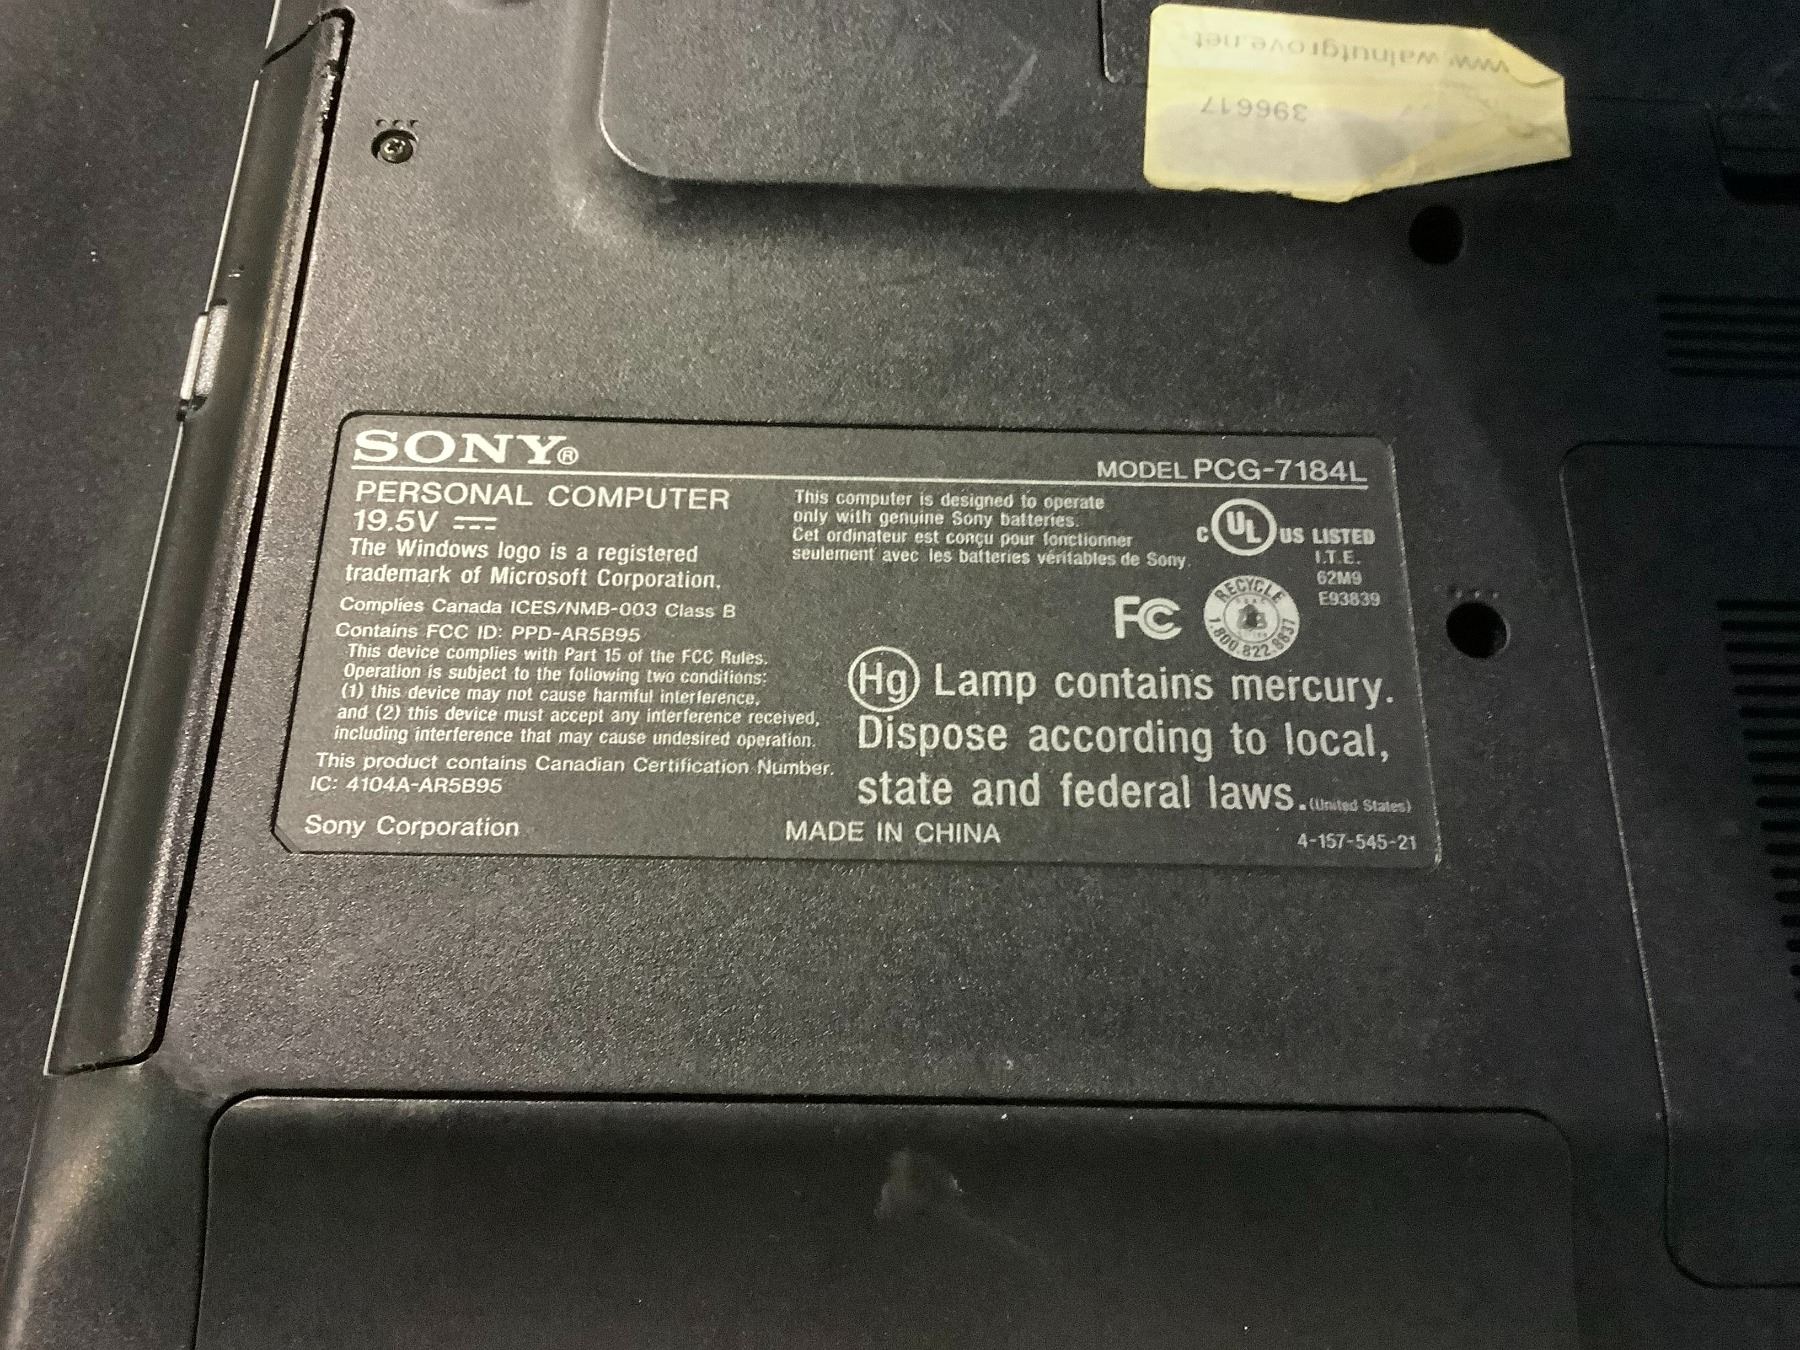 www.walnutgrove.net
396617
SONY®
MODEL PCG-7184L
PERSONAL COMPUTER
19.5V ⎓
The Windows logo is a registered
trademark of Microsoft Corporation.
Complies Canada ICES/NMB-003 Class B
Contains FCC ID: PPD-AR5B95
This device complies with Part 15 of the FCC Rules.
Operation is subject to the following two conditions:
(1) this device may not cause harmful interference,
and (2) this device must accept any interference received,
including interference that may cause undesired operation.
This product contains Canadian Certification Number.
IC: 4104A-AR5B95
Sony Corporation
This computer is designed to operate
only with genuine Sony batteries.
Cet ordinateur est conçu pour fonctionner
seulement avec les batteries véritables de Sony.
C UL US LISTED
I.T.E.
62M9
E93839
FC
RECYCLE
1.800.822.8837
Hg Lamp contains mercury.
Dispose according to local,
state and federal laws. (United States)
MADE IN CHINA
4-157-545-21